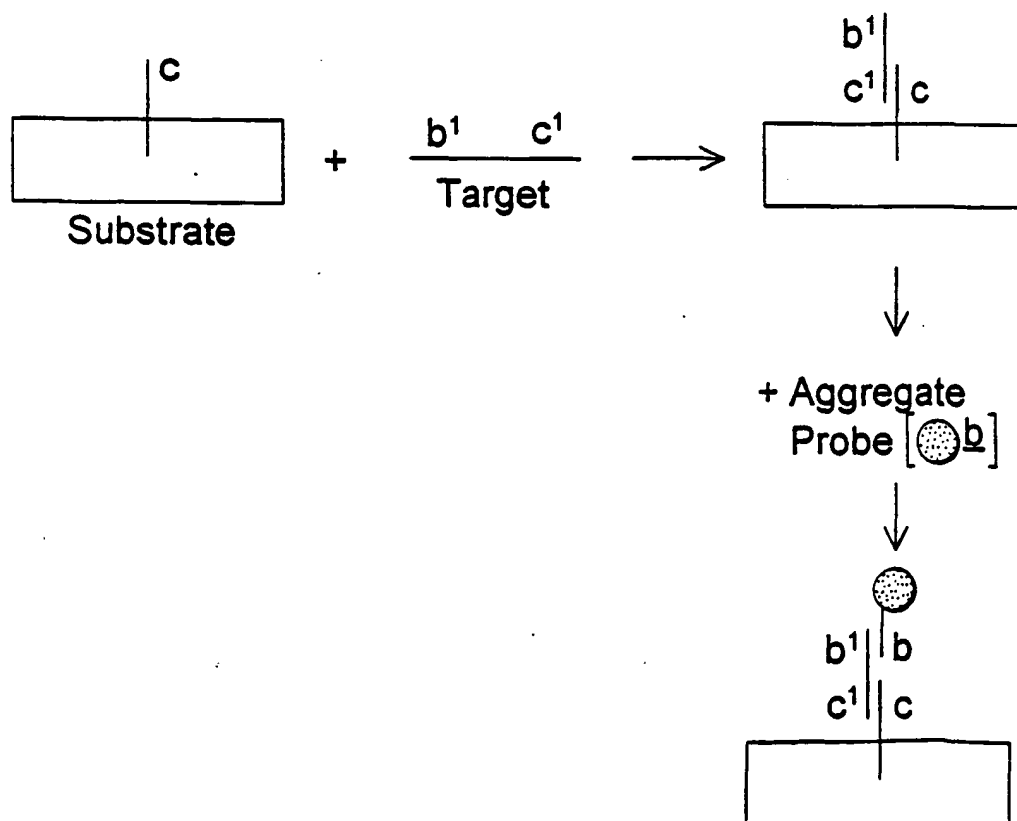 c
Substrate
+
b¹ c¹
Target
b¹
c¹ c
+ Aggregate
Probe [ b]
b¹ b
c¹ c